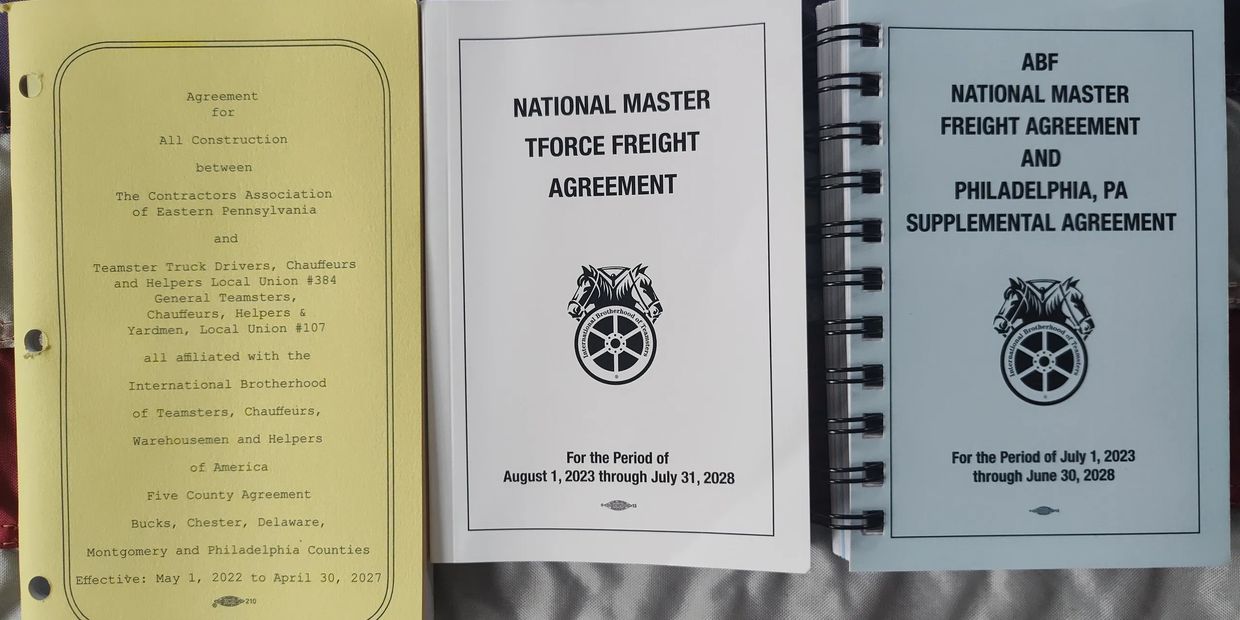 Agreement
for
All Construction
between
The Contractors Association
of Eastern Pennsylvania
and
Teamster Truck Drivers, Chauffeurs
and Helpers Local Union #384
General Teamsters,
Chauffeurs, Helpers &
Yardmen, Local Union #107
all affiliated with the
International Brotherhood
of Teamsters, Chauffeurs,
Warehousemen and Helpers
of America
Five County Agreement
Bucks, Chester, Delaware,
Montgomery and Philadelphia Counties
Effective: May 1, 2022 to April 30, 2027
210
NATIONAL MASTER
TFORCE FREIGHT
AGREEMENT
International Brotherhood of Teamsters
For the Period of
August 1, 2023 through July 31, 2028
ABF
NATIONAL MASTER
FREIGHT AGREEMENT
AND
PHILADELPHIA, PA
SUPPLEMENTAL AGREEMENT
International Brotherhood of Teamsters
For the Period of July 1, 2023
through June 30, 2028